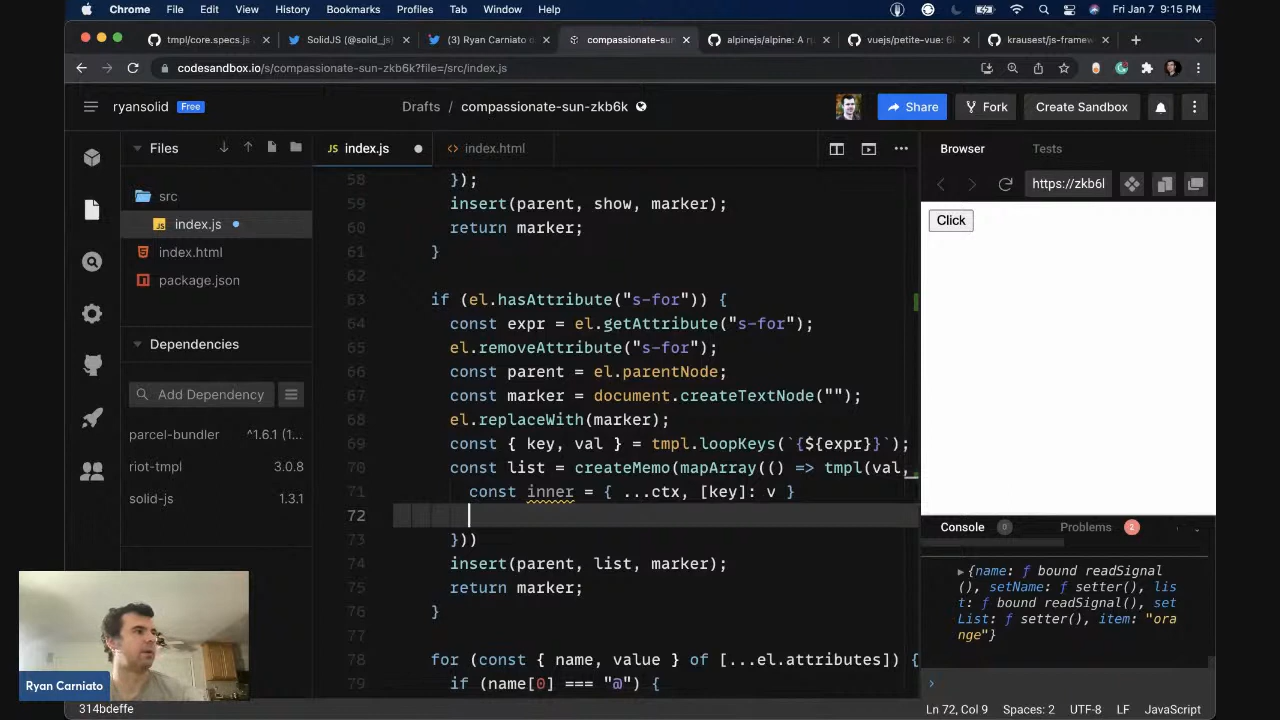 Chrome File Edit View History Bookmarks Profiles Tab Window Help Fri Jan 7 9:15 PM
tmpl/core.specs.js SolidJS (@solid_js) (3) Ryan Carniato o compassionate-sun alpinejs/alpine: A r vuejs/petite-vue: 6 krausest/js-frame
codesandbox.io/s/compassionate-sun-zkb6k?file=/src/index.js
ryansolid Free Drafts / compassionate-sun-zkb6k Share Fork Create Sandbox
Files
JS index.js
<> index.html
Browser Tests
https://zkb6l
src
index.js
index.html
package.json
Dependencies
Add Dependency
parcel-bundler ^1.6.1 (1...
riot-tmpl 3.0.8
solid-js 1.3.1
58 });
59 insert(parent, show, marker);
60 return marker;
61 }
62
63 if (el.hasAttribute("s-for")) {
64 const expr = el.getAttribute("s-for");
65 el.removeAttribute("s-for");
66 const parent = el.parentNode;
67 const marker = document.createTextNode("");
68 el.replaceWith(marker);
69 const { key, val } = tmpl.loopKeys(`{${expr}}`);
70 const list = createMemo(mapArray(() => tmpl(val,
71 const inner = { ...ctx, [key]: v }
72
73 }))
74 insert(parent, list, marker);
75 return marker;
76 }
77
78 for (const { name, value } of [...el.attributes]) {
79 if (name[0] === "@") {
Click
Console 0 Problems 2
▸{name: ƒ bound readSignal
(), setName: ƒ setter(), lis
t: ƒ bound readSignal(), set
List: ƒ setter(), item: "ora
nge"}
Ryan Carniato
314bdeffe
Ln 72, Col 9 Spaces: 2 UTF-8 LF JavaScript